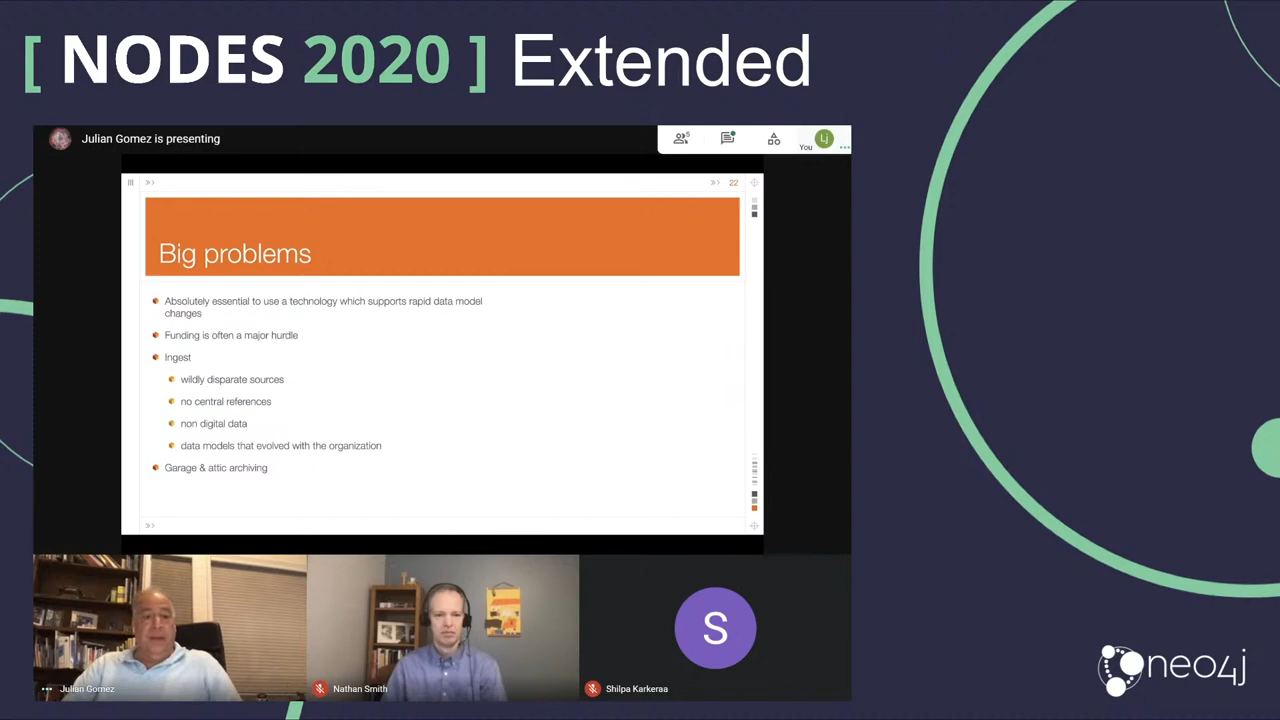 [ NODES 2020 ] Extended
Julian Gomez is presenting
5
You
Lj
22
Big problems
Absolutely essential to use a technology which supports rapid data model
changes
Funding is often a major hurdle
Ingest
wildly disparate sources
no central references
non digital data
data models that evolved with the organization
Garage & attic archiving
S
Julian Gomez
Nathan Smith
Shilpa Karkeraa
neo4j